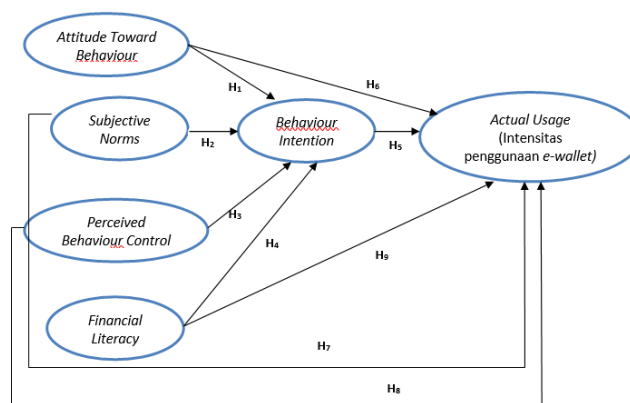 Attitude Toward
Behaviour
H1
H6
Subjective
Norms
H2
Behaviour
Intention
H5
Actual Usage
(Intensitas
penggunaan e-wallet)
Perceived
Behaviour Control
H3
H4
H9
Financial
Literacy
H7
H8